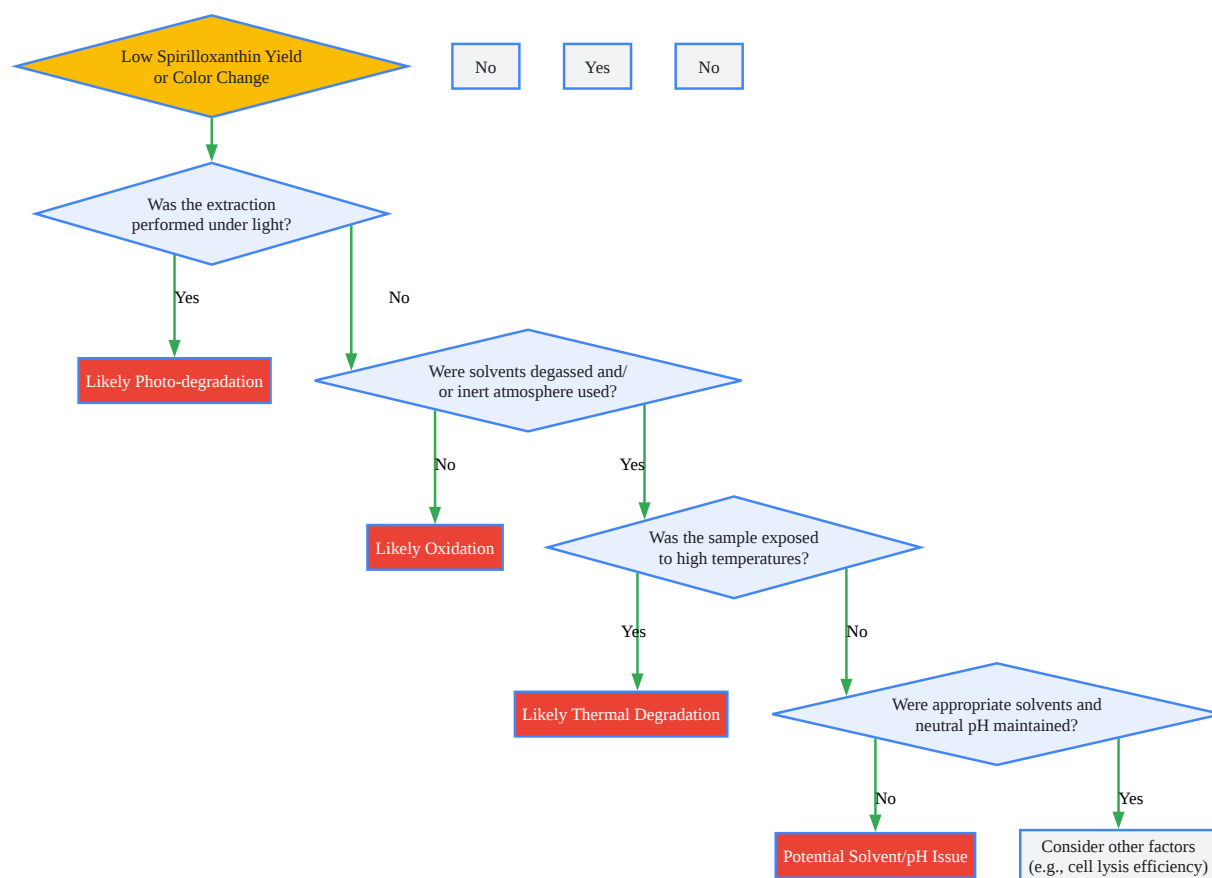 Low Spirilloxanthin Yield
or Color Change
No
Yes
No
Was the extraction
performed under light?
Yes
No
Likely Photo-degradation
Were solvents degassed and/
or inert atmosphere used?
No
Yes
Likely Oxidation
Was the sample exposed
to high temperatures?
Yes
No
Likely Thermal Degradation
Were appropriate solvents and
neutral pH maintained?
No
Yes
Potential Solvent/pH Issue
Consider other factors
(e.g., cell lysis efficiency)